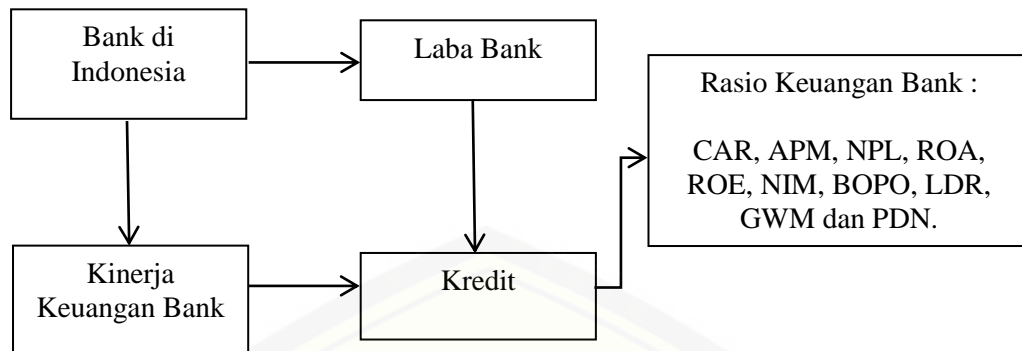 Bank di
Indonesia
Laba Bank
Rasio Keuangan Bank :
CAR, APM, NPL, ROA,
ROE, NIM, BOPO, LDR,
GWM dan PDN.
Kinerja
Keuangan Bank
Kredit